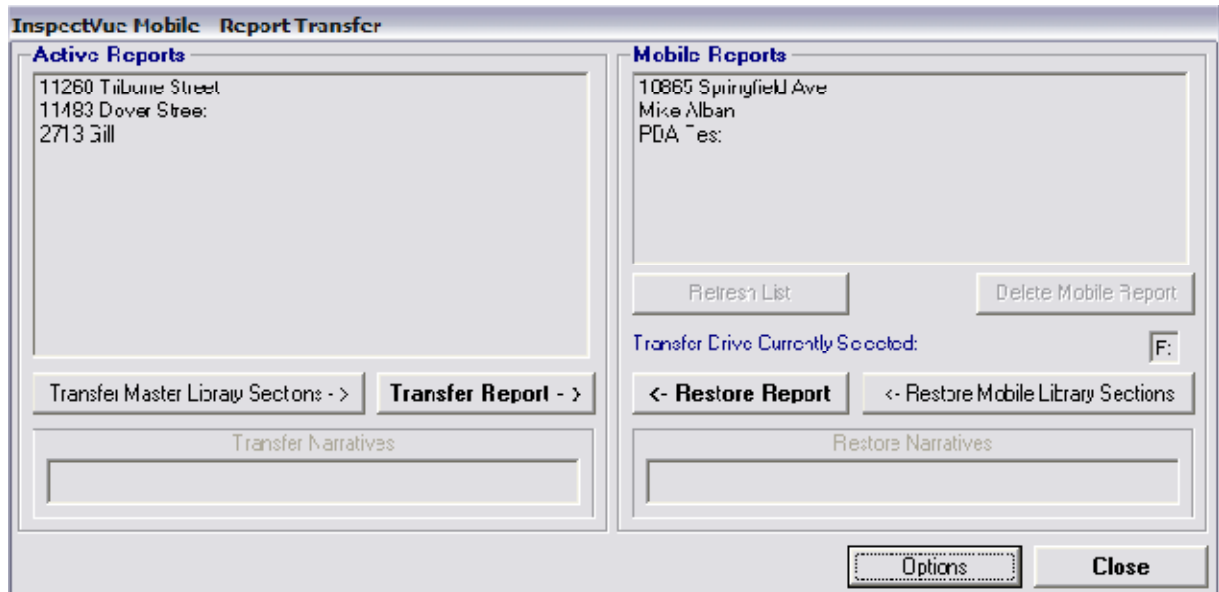 InspectVue Mobile Report Transfer
Active Reports
11260 Tribune Street
11483 Dover Street
2713 Gill
Transfer Master Library Sections - >
Transfer Report - >
Transfer Narratives
Mobile Reports
10865 Springfield Ave
Mike Alban
PDA Test
Refresh List
Delete Mobile Report
Transfer Drive Currently Selected:
F:
<- Restore Report
<- Restore Mobile Library Sections
Restore Narratives
Options
Close